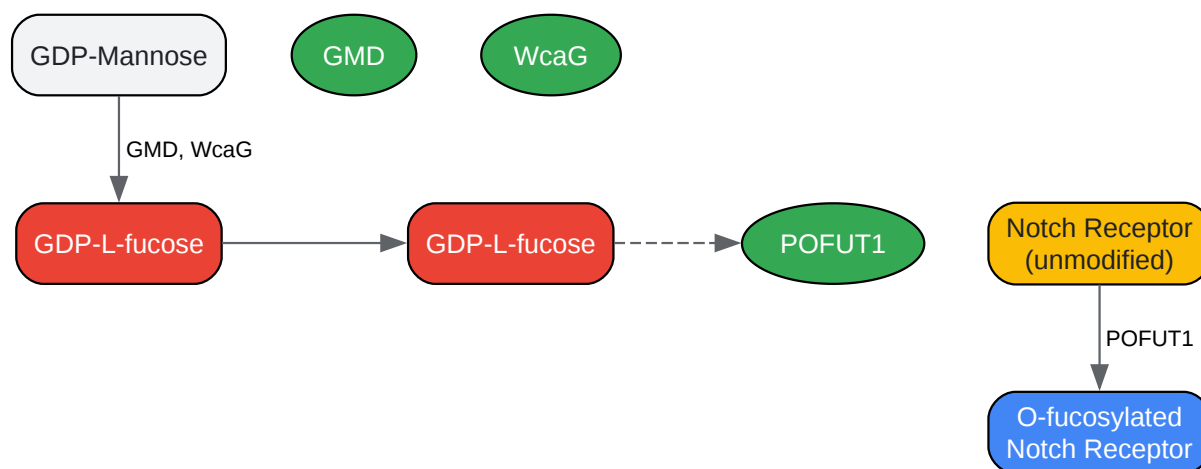 GDP-Mannose
GMD
WcaG
GMD, WcaG
GDP-L-fucose
GDP-L-fucose
POFUT1
Notch Receptor
(unmodified)
POFUT1
O-fucosylated
Notch Receptor